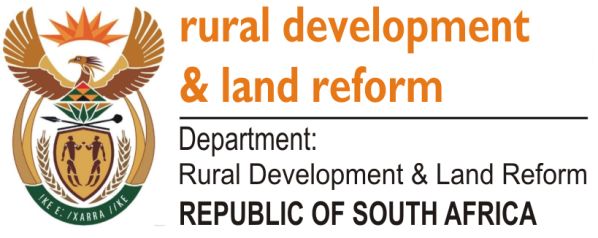 rural development
& land reform
Department:
Rural Development & Land Reform
REPUBLIC OF SOUTH AFRICA
!KE E: /XARRA //KE